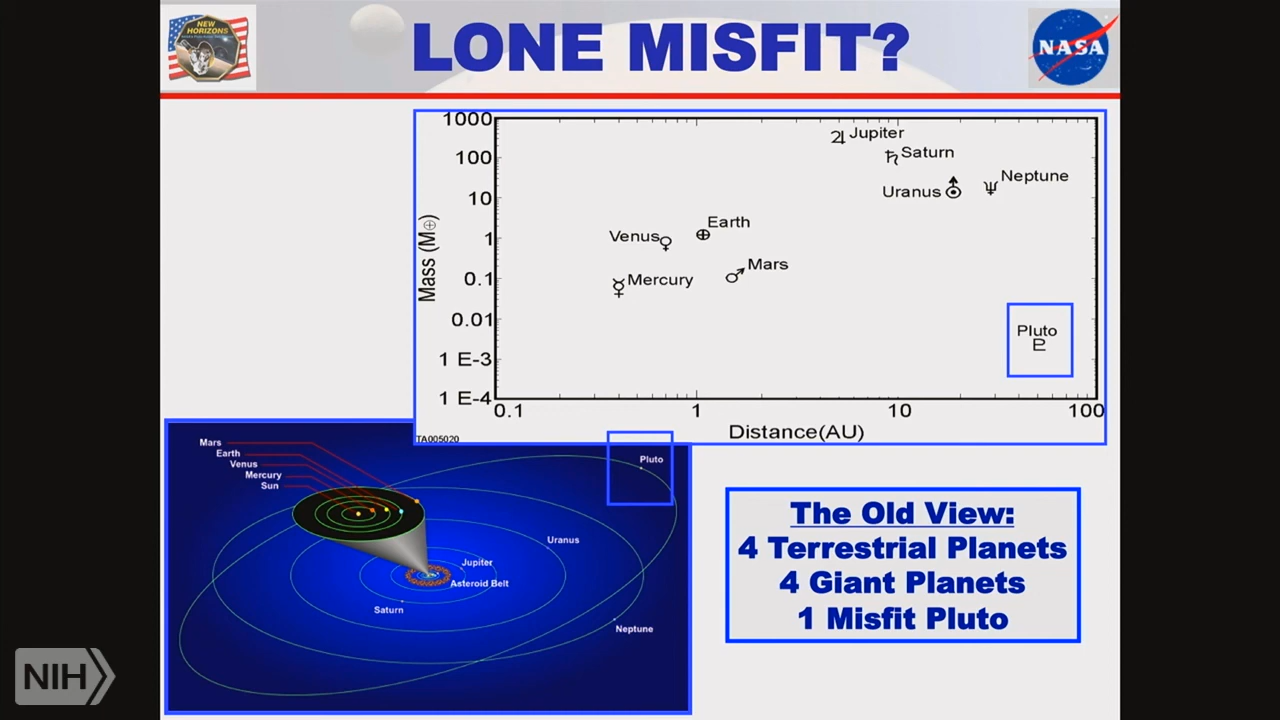 NEW
HORIZONS
LONE MISFIT?
NASA
1000
100
10
1
0.1
0.01
1 E-3
1 E-4
Mass (M⊕)
Jupiter
Saturn
Uranus
Neptune
Venus
Earth
Mercury
Mars
Pluto
0.1
1
10
100
Distance(AU)
TA005020
Mars
Earth
Venus
Mercury
Sun
Pluto
Uranus
Jupiter
Asteroid Belt
Saturn
Neptune
The Old View:
4 Terrestrial Planets
4 Giant Planets
1 Misfit Pluto
NIH